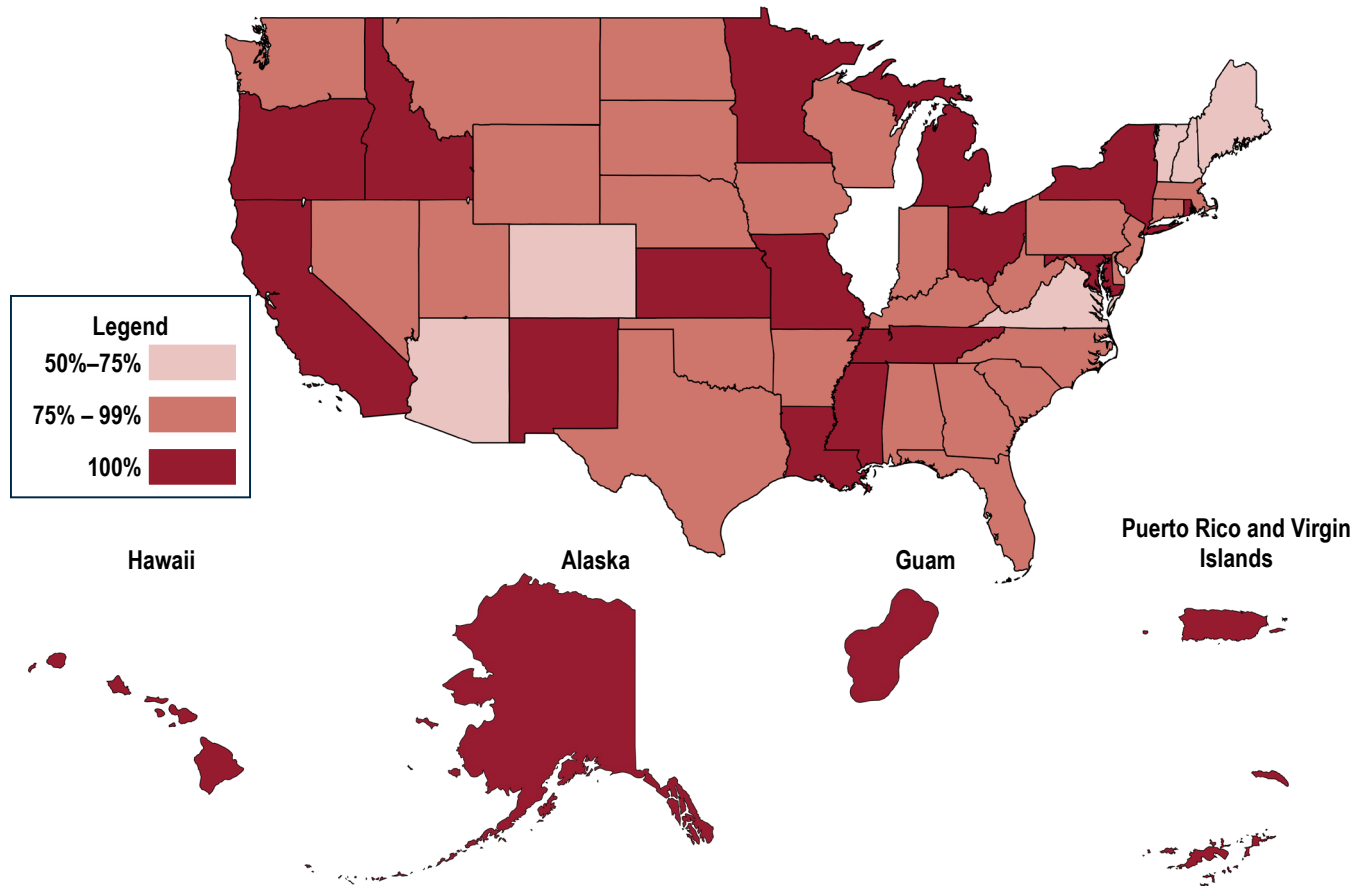 Legend
50%–75%
75% – 99%
100%
Hawaii
Alaska
Guam
Puerto Rico and Virgin
Islands